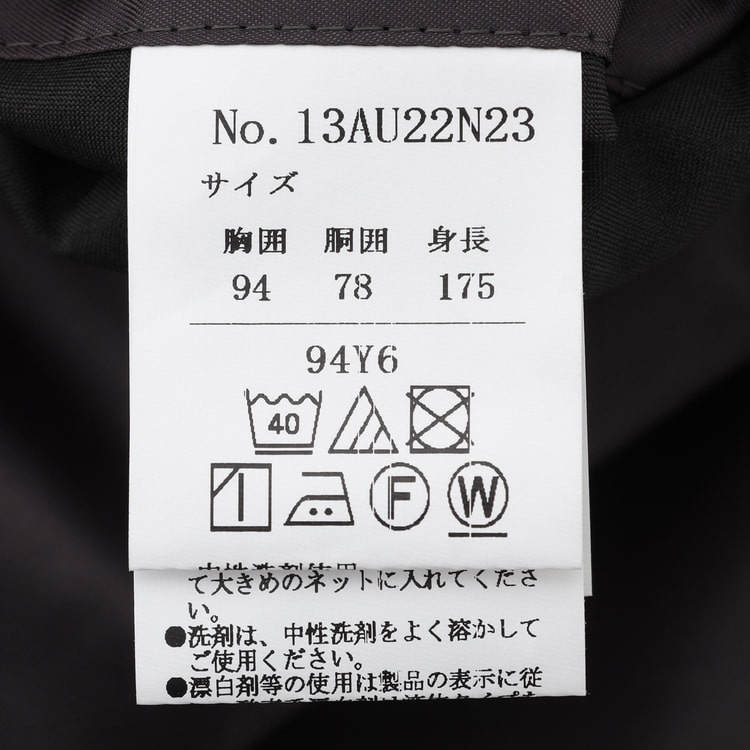 No.13AU22N23
サイズ
胸囲 胴囲 身長
94 78 175
94Y6
40
F W
て大きめのネットに入れてくださ
い。
●洗剤は、中性洗剤をよく溶かして
ご使用ください。
●漂白剤等の使用は製品の表示に従